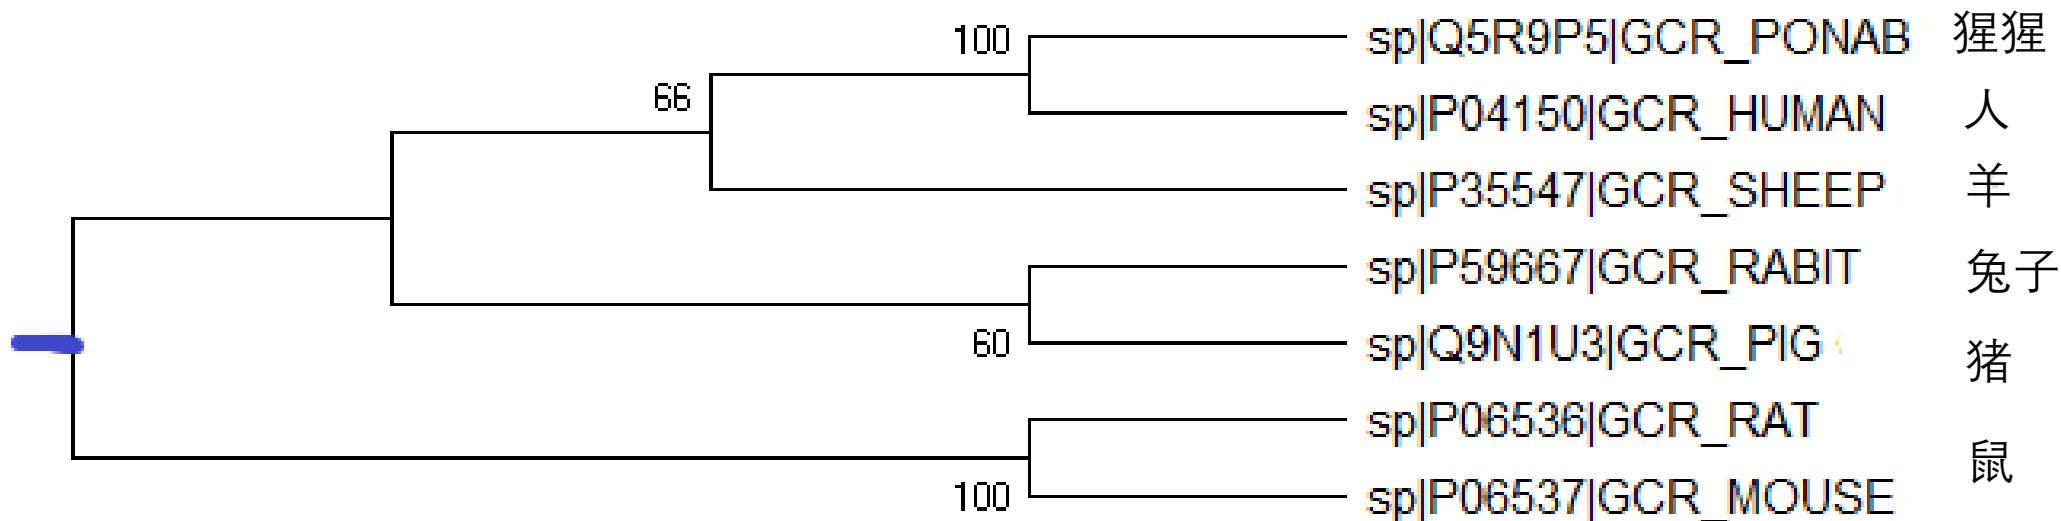 100
sp|Q5R9P5|GCR_PONAB 猩猩
66
sp|P04150|GCR_HUMAN 人
sp|P35547|GCR_SHEEP 羊
sp|P59667|GCR_RABIT 兔子
60
sp|Q9N1U3|GCR_PIG 猪
sp|P06536|GCR_RAT
鼠
100
sp|P06537|GCR_MOUSE